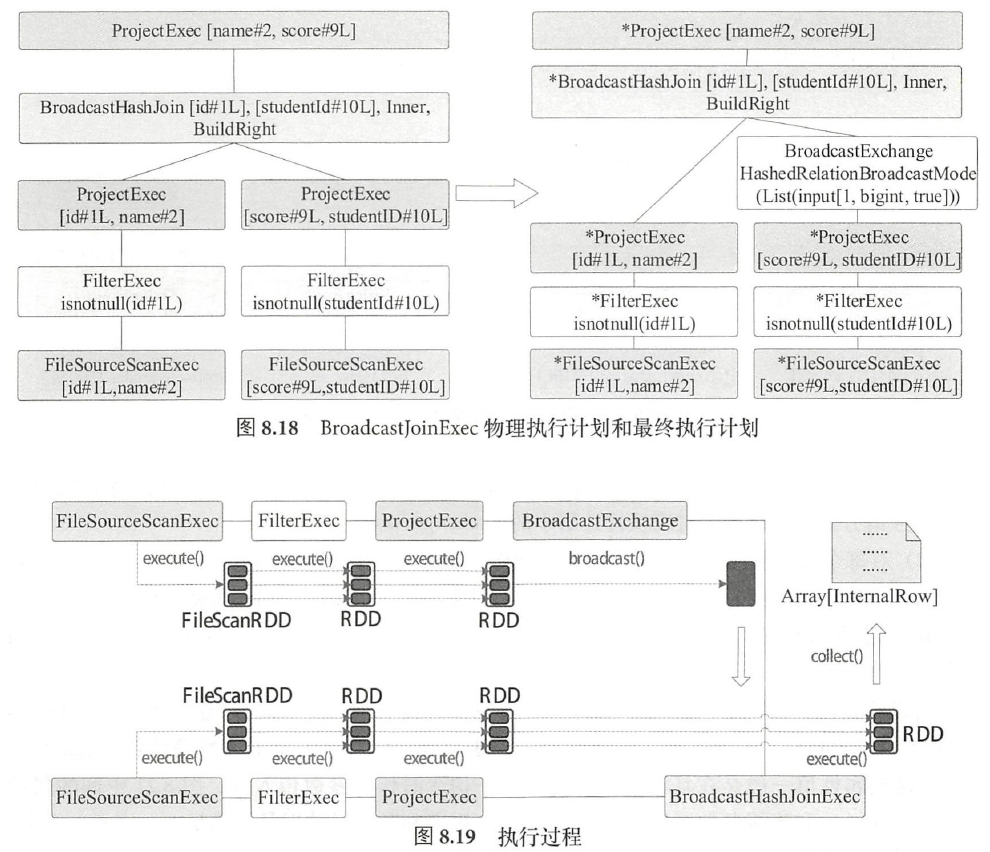 ProjectExec [name#2, score#9L]
BroadcastHashJoin [id#1L], [studentId#10L], Inner,
BuildRight
ProjectExec
[id#1L, name#2]
ProjectExec
[score#9L, studentID#10L]
FilterExec
isnotnull(id#1L)
FilterExec
isnotnull(studentId#10L)
FileSourceScanExec
[id#1L,name#2]
FileSourceScanExec
[score#9L,studentID#10L]
*ProjectExec [name#2, score#9L]
*BroadcastHashJoin [id#1L], [studentId#10L], Inner,
BuildRight
BroadcastExchange
HashedRelationBroadcastMode
(List(input[1, bigint, true]))
*ProjectExec
[id#1L, name#2]
*ProjectExec
[score#9L, studentID#10L]
*FilterExec
isnotnull(id#1L)
*FilterExec
isnotnull(studentId#10L)
*FileSourceScanExec
[id#1L,name#2]
*FileSourceScanExec
[score#9L,studentID#10L]
图 8.18 BroadcastJoinExec 物理执行计划和最终执行计划
FileSourceScanExec
FilterExec
ProjectExec
BroadcastExchange
execute()
execute()
execute()
broadcast()
FileScanRDD
RDD
RDD
......
......
......
Array[InternalRow]
collect()
FileScanRDD
RDD
RDD
RDD
execute()
execute()
execute()
execute()
FileSourceScanExec
FilterExec
ProjectExec
BroadcastHashJoinExec
图 8.19 执行过程